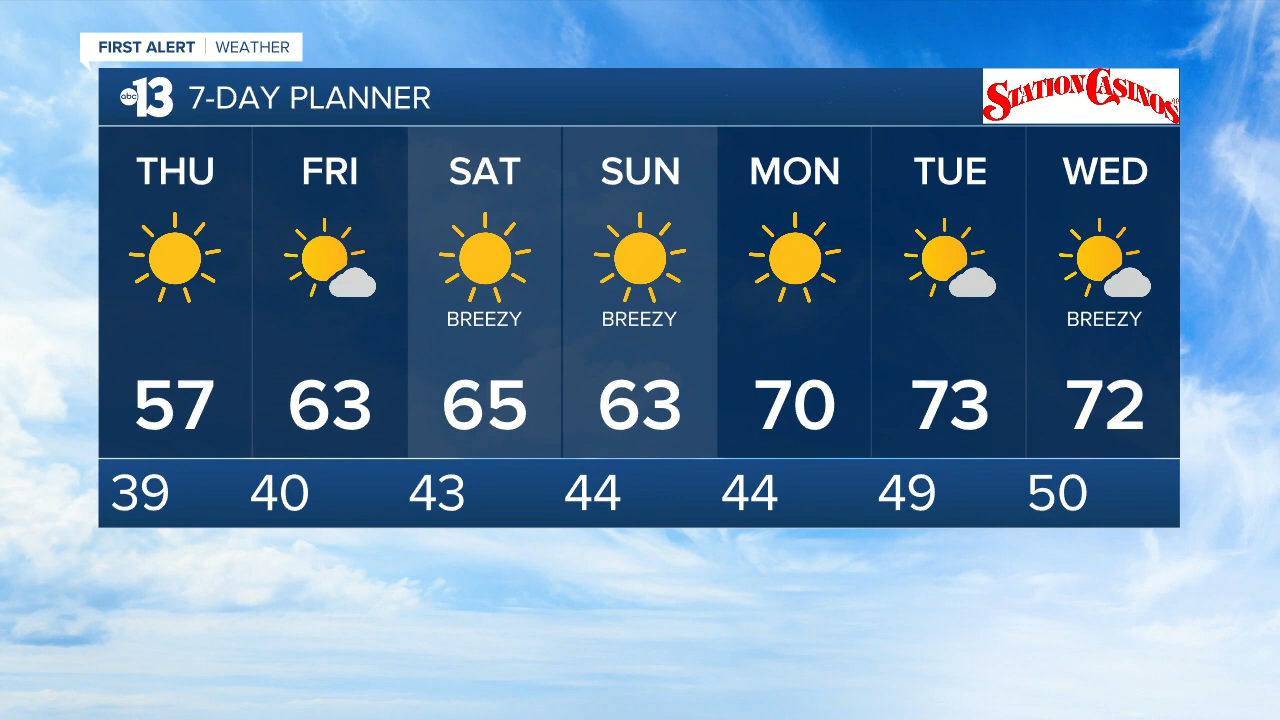 FIRST ALERT | WEATHER
abc 13 7-DAY PLANNER
STATION CASINOS
THU FRI SAT SUN MON TUE WED
BREEZY BREEZY BREEZY
57 63 65 63 70 73 72
39 40 43 44 44 49 50